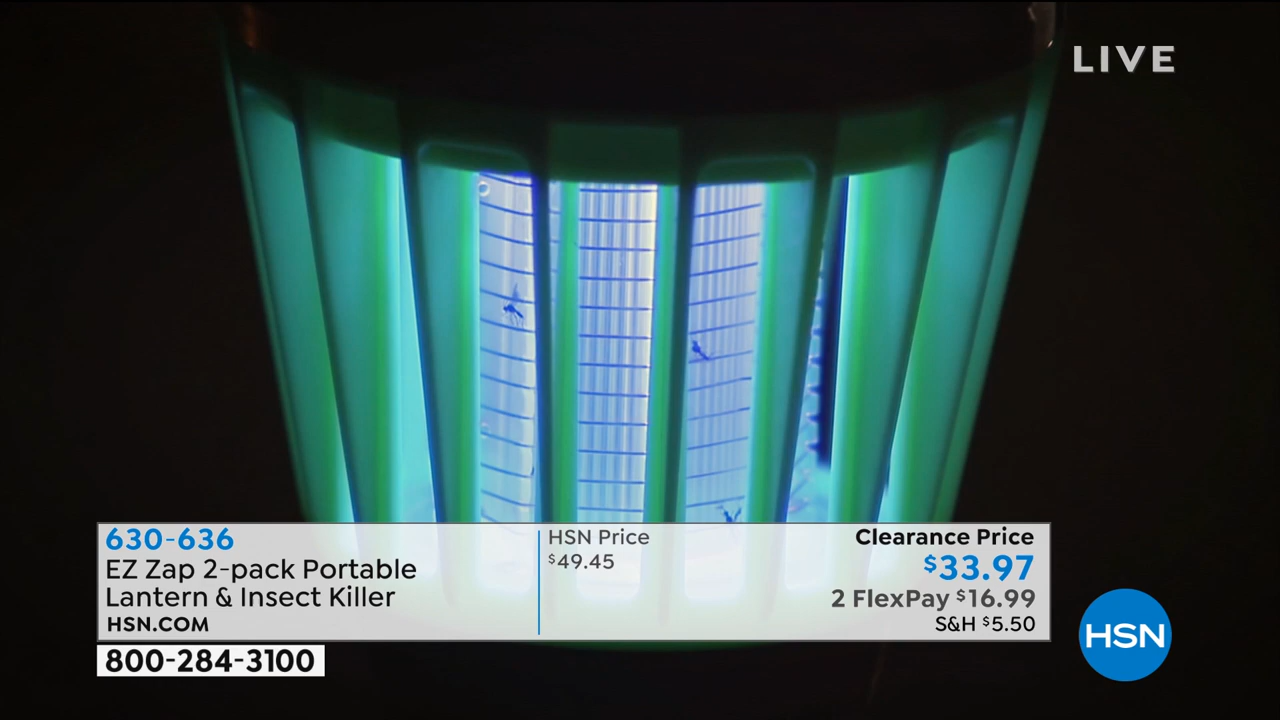 LIVE
630-636
EZ Zap 2-pack Portable
Lantern & Insect Killer
HSN.COM
HSN Price
$49.45
Clearance Price
$33.97
2 FlexPay $16.99
S&H $5.50
800-284-3100
HSN